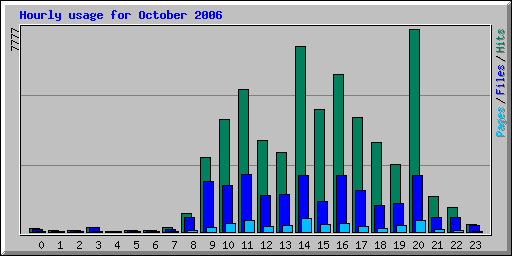 Hourly usage for October 2006
7777
Pages / Files / Hits
0 1 2 3 4 5 6 7 8 9 10 11 12 13 14 15 16 17 18 19 20 21 22 23